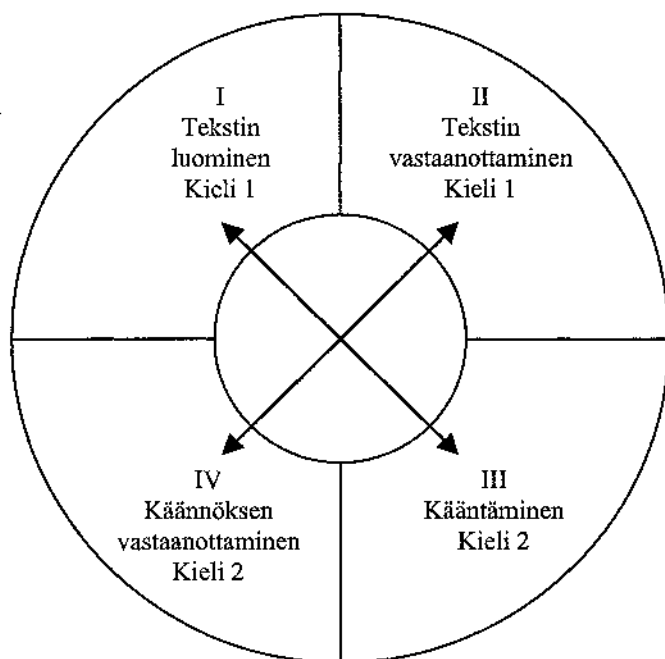 I
Tekstin
luominen
Kieli 1
II
Tekstin
vastaanottaminen
Kieli 1
IV
Käännöksen
vastaanottaminen
Kieli 2
III
Kääntäminen
Kieli 2